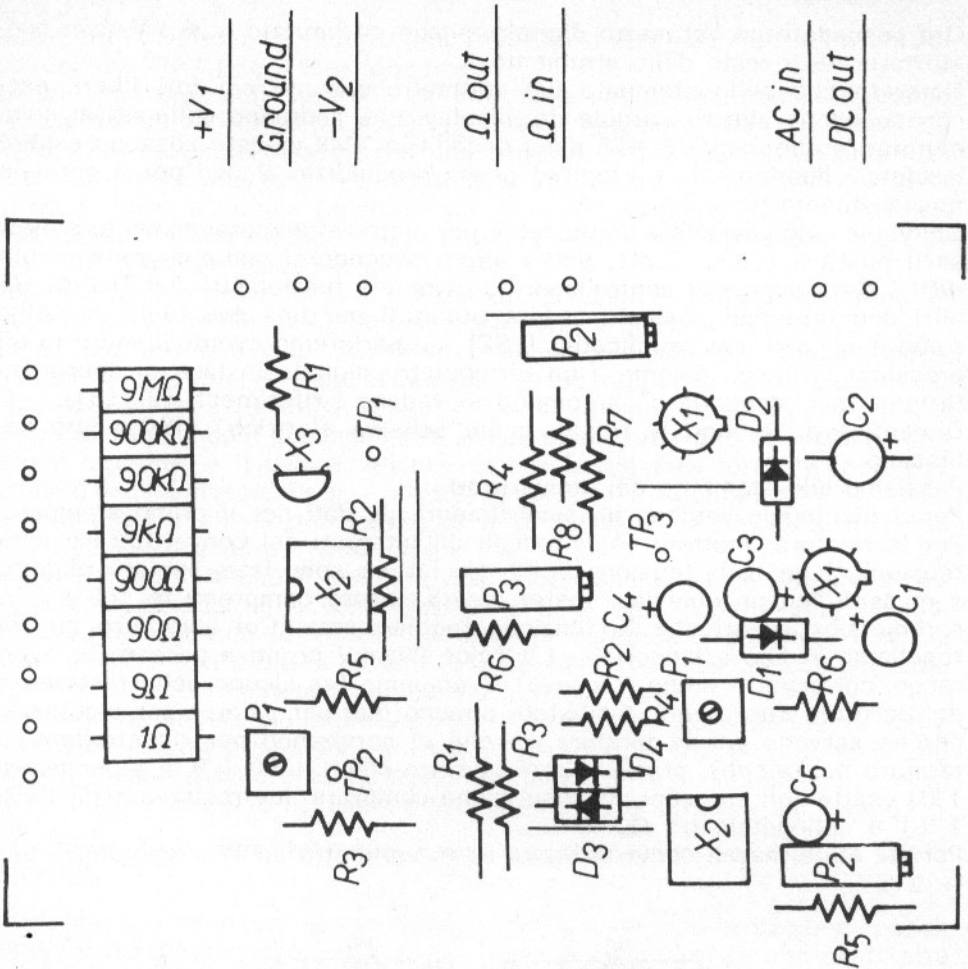 +V1
Ground
-V2
Ω out
Ω in
AC in
DC out
9MΩ
900kΩ
90kΩ
9kΩ
900Ω
90Ω
9Ω
1Ω
R1
X3
TP1
P2
R4
R7
X1
D2
C2
+
X2
R2
R8
TP3
P3
C4
+
C3
+
X1
+
C1
R5
R6
P1
TP2
R3
R1
R3
R2
R4
P1
D1
R6
D3
D4
X2
C5
+
P2
R5